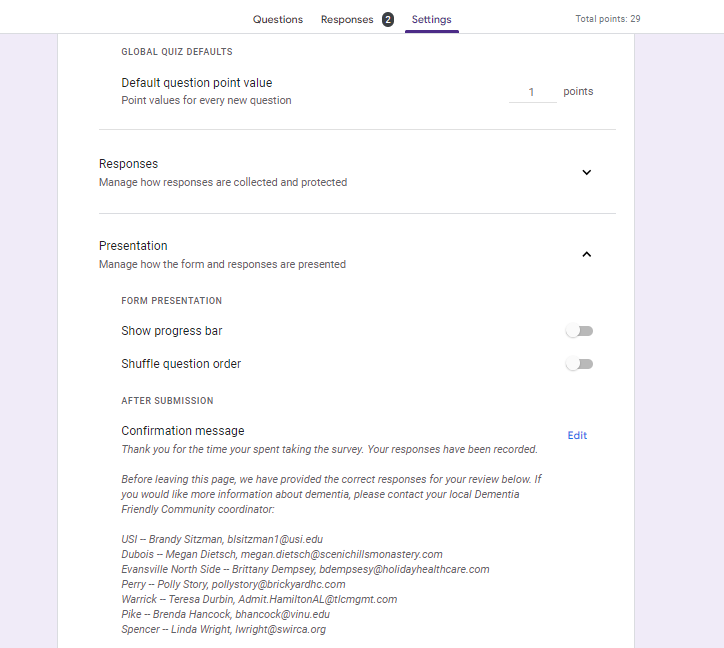 Questions Responses 2 Settings Total points: 29
GLOBAL QUIZ DEFAULTS
Default question point value
Point values for every new question
1 points
Responses
Manage how responses are collected and protected
Presentation
Manage how the form and responses are presented
FORM PRESENTATION
Show progress bar
Shuffle question order
AFTER SUBMISSION
Confirmation message
Edit
Thank you for the time your spent taking the survey. Your responses have been recorded.
Before leaving this page, we have provided the correct responses for your review below. If
you would like more information about dementia, please contact your local Dementia
Friendly Community coordinator:
USI -- Brandy Sitzman, blsitzman1@usi.edu
Dubois -- Megan Dietsch, megan.dietsch@scenichillsmonastery.com
Evansville North Side -- Brittany Dempsey, bdempsesy@holidayhealthcare.com
Perry -- Polly Story, pollystory@brickyardhc.com
Warrick -- Teresa Durbin, Admit.HamiltonAL@tlcmgmt.com
Pike -- Brenda Hancock, bhancock@vinu.edu
Spencer -- Linda Wright, lwright@swirca.org